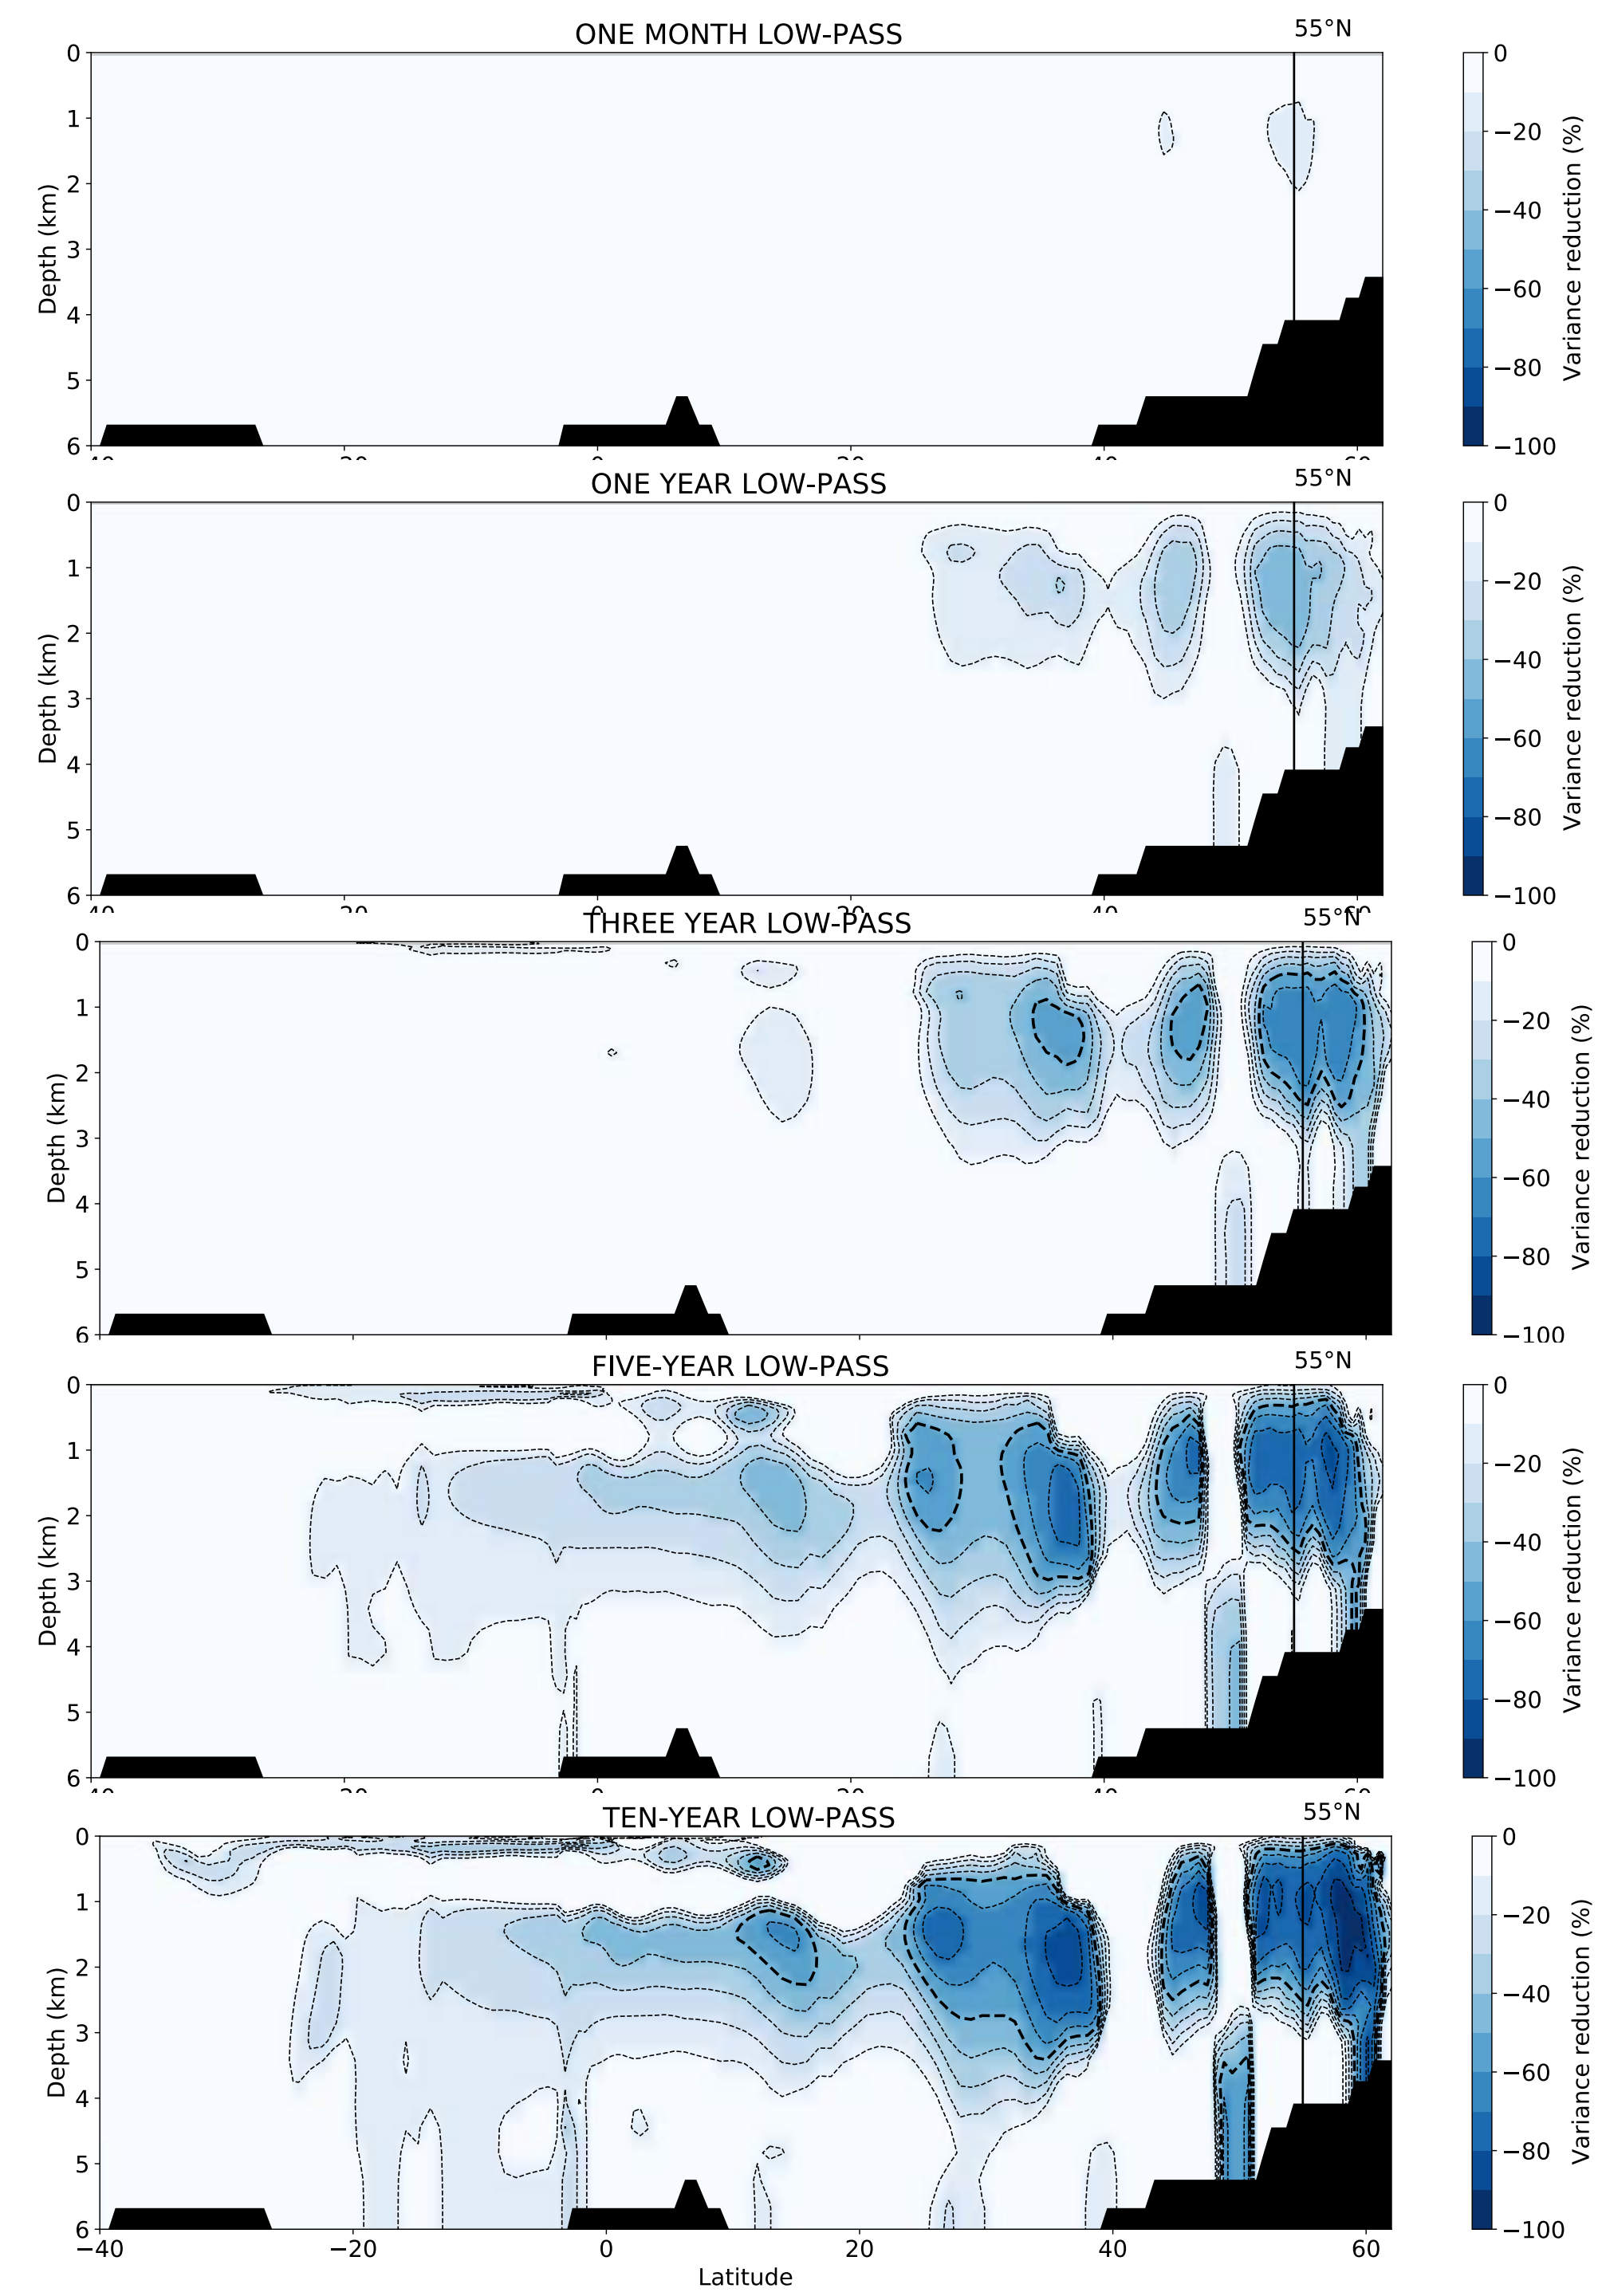 ONE MONTH LOW-PASS
55°N
0
1
2
3
4
5
6
Depth (km)
0
−20
−40
−60
−80
−100
Variance reduction (%)
ONE YEAR LOW-PASS
55°N
0
1
2
3
4
5
6
Depth (km)
0
−20
−40
−60
−80
−100
Variance reduction (%)
THREE YEAR LOW-PASS
55°N
0
1
2
3
4
5
6
Depth (km)
0
−20
−40
−60
−80
−100
Variance reduction (%)
FIVE-YEAR LOW-PASS
55°N
0
1
2
3
4
5
6
Depth (km)
0
−20
−40
−60
−80
−100
Variance reduction (%)
TEN-YEAR LOW-PASS
55°N
0
1
2
3
4
5
6
Depth (km)
0
−20
−40
−60
−80
−100
Variance reduction (%)
−40 −20 0 20 40 60
Latitude